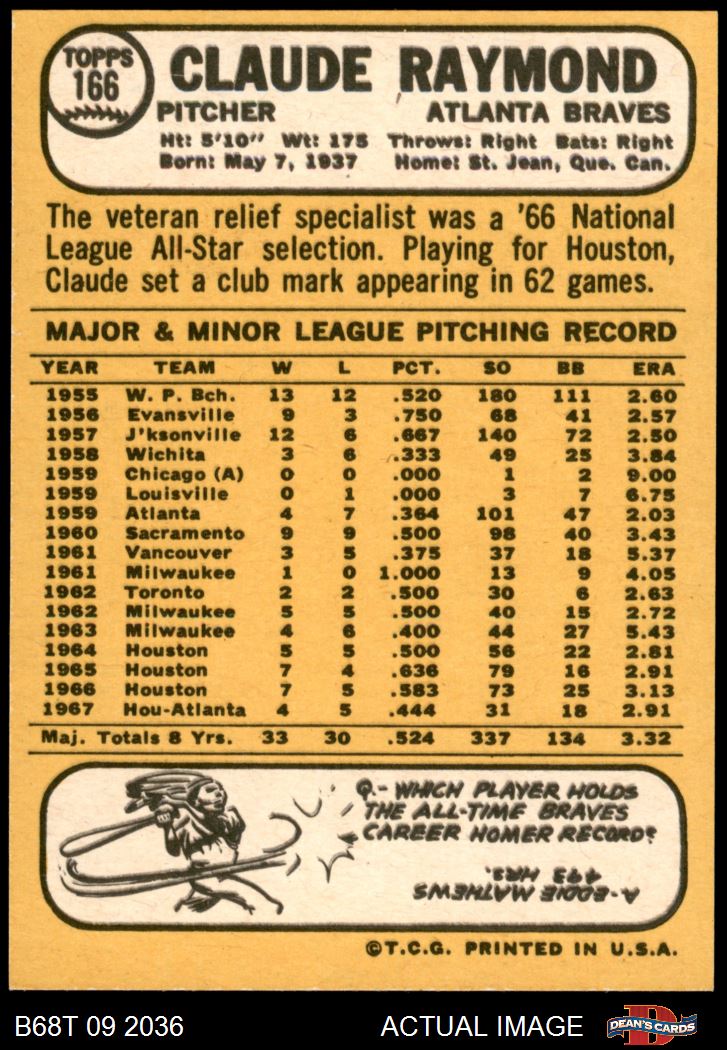 TOPPS
166
CLAUDE RAYMOND
PITCHER ATLANTA BRAVES
Ht: 5'10" Wt: 175 Throws: Right Bats: Right
Born: May 7, 1937 Home: St. Jean, Que. Can.
The veteran relief specialist was a '66 National
League All-Star selection. Playing for Houston,
Claude set a club mark appearing in 62 games.
MAJOR & MINOR LEAGUE PITCHING RECORD
YEAR TEAM W L PCT. SO BB ERA
1955 W. P. Bch. 13 12 .520 180 111 2.60
1956 Evansville 9 3 .750 68 41 2.57
1957 J'ksonville 12 6 .667 140 72 2.50
1958 Wichita 3 6 .333 49 25 3.84
1959 Chicago (A) 0 0 .000 1 2 9.00
1959 Louisville 0 1 .000 3 7 6.75
1959 Atlanta 4 7 .364 101 47 2.03
1960 Sacramento 9 9 .500 98 40 3.43
1961 Vancouver 3 5 .375 37 18 5.37
1961 Milwaukee 1 0 1.000 13 9 4.05
1962 Toronto 2 2 .500 30 6 2.63
1962 Milwaukee 5 5 .500 40 15 2.72
1963 Milwaukee 4 6 .400 44 27 5.43
1964 Houston 5 5 .500 56 22 2.81
1965 Houston 7 4 .636 79 16 2.91
1966 Houston 7 5 .583 73 25 3.13
1967 Hou-Atlanta 4 5 .444 31 18 2.91
Maj. Totals 8 Yrs. 33 30 .524 337 134 3.32
Q.- WHICH PLAYER HOLDS
THE ALL-TIME BRAVES
CAREER HOMER RECORD?
A-EDDIE MATHEWS
493 HRS.
©T.C.G. PRINTED IN U.S.A.
B68T 09 2036 ACTUAL IMAGE
D
DEAN'S CARDS